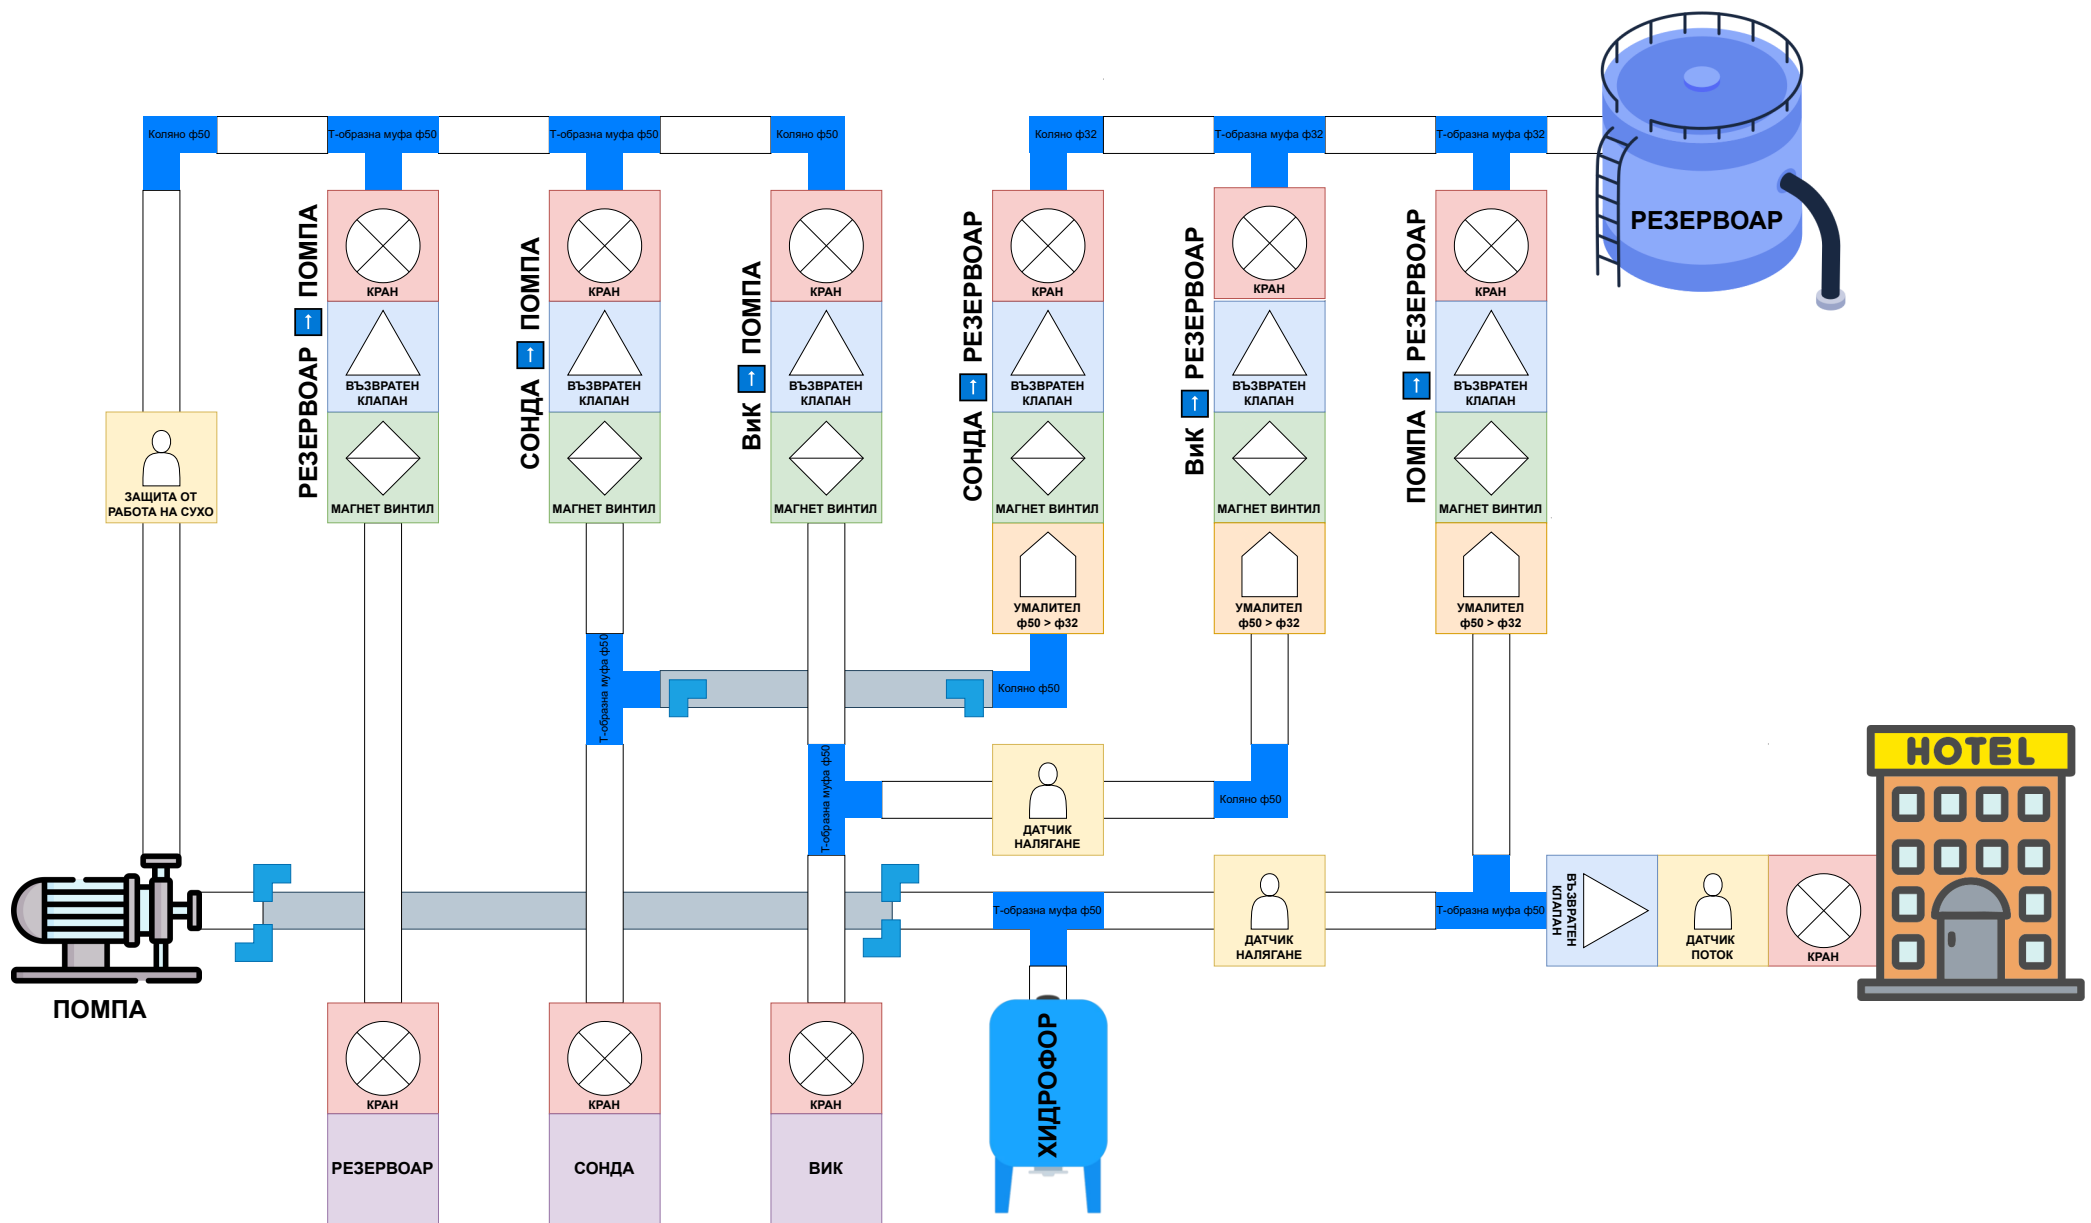 Коляно ф50
Т-образна муфа ф50
Т-образна муфа ф50
Коляно ф50
Коляно ф32
Т-образна муфа ф32
Т-образна муфа ф32
РЕЗЕРВОАР
РЕЗЕРВОАР ↑ ПОМПА
СОНДА ↑ ПОМПА
ВиК ↑ ПОМПА
СОНДА ↑ РЕЗЕРВОАР
ВиК ↑ РЕЗЕРВОАР
ПОМПА ↑ РЕЗЕРВОАР
КРАН
КРАН
КРАН
КРАН
КРАН
КРАН
ВЪЗВРАТЕН
КЛАПАН
ВЪЗВРАТЕН
КЛАПАН
ВЪЗВРАТЕН
КЛАПАН
ВЪЗВРАТЕН
КЛАПАН
ВЪЗВРАТЕН
КЛАПАН
ВЪЗВРАТЕН
КЛАПАН
ЗАЩИТА ОТ
РАБОТА НА СУХО
МАГНЕТ ВИНТИЛ
МАГНЕТ ВИНТИЛ
МАГНЕТ ВИНТИЛ
МАГНЕТ ВИНТИЛ
МАГНЕТ ВИНТИЛ
МАГНЕТ ВИНТИЛ
УМАЛИТЕЛ
ф50 > ф32
УМАЛИТЕЛ
ф50 > ф32
УМАЛИТЕЛ
ф50 > ф32
Т-образна муфа ф50
Коляно ф50
Т-образна муфа ф50
ДАТЧИК
НАЛЯГАНЕ
Коляно ф50
HOTEL
ПОМПА
Т-образна муфа ф50
ДАТЧИК
НАЛЯГАНЕ
Т-образна муфа ф50
ВЪЗВРАТЕН
КЛАПАН
ДАТЧИК
ПОТОК
КРАН
ХИДРОФОР
КРАН
КРАН
КРАН
РЕЗЕРВОАР
СОНДА
ВИК